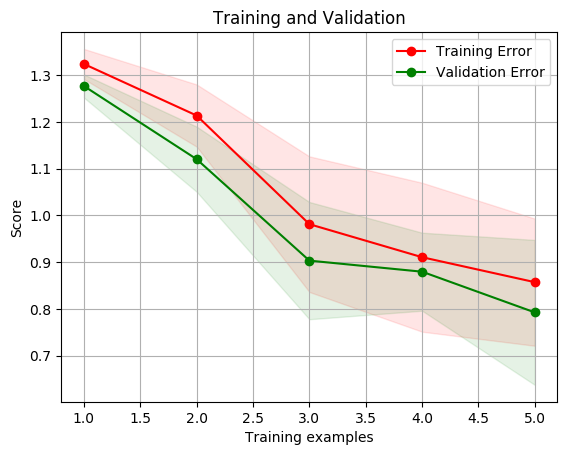 Training and Validation
Training Error
Validation Error
Score
1.3
1.2
1.1
1.0
0.9
0.8
0.7
1.0 1.5 2.0 2.5 3.0 3.5 4.0 4.5 5.0
Training examples